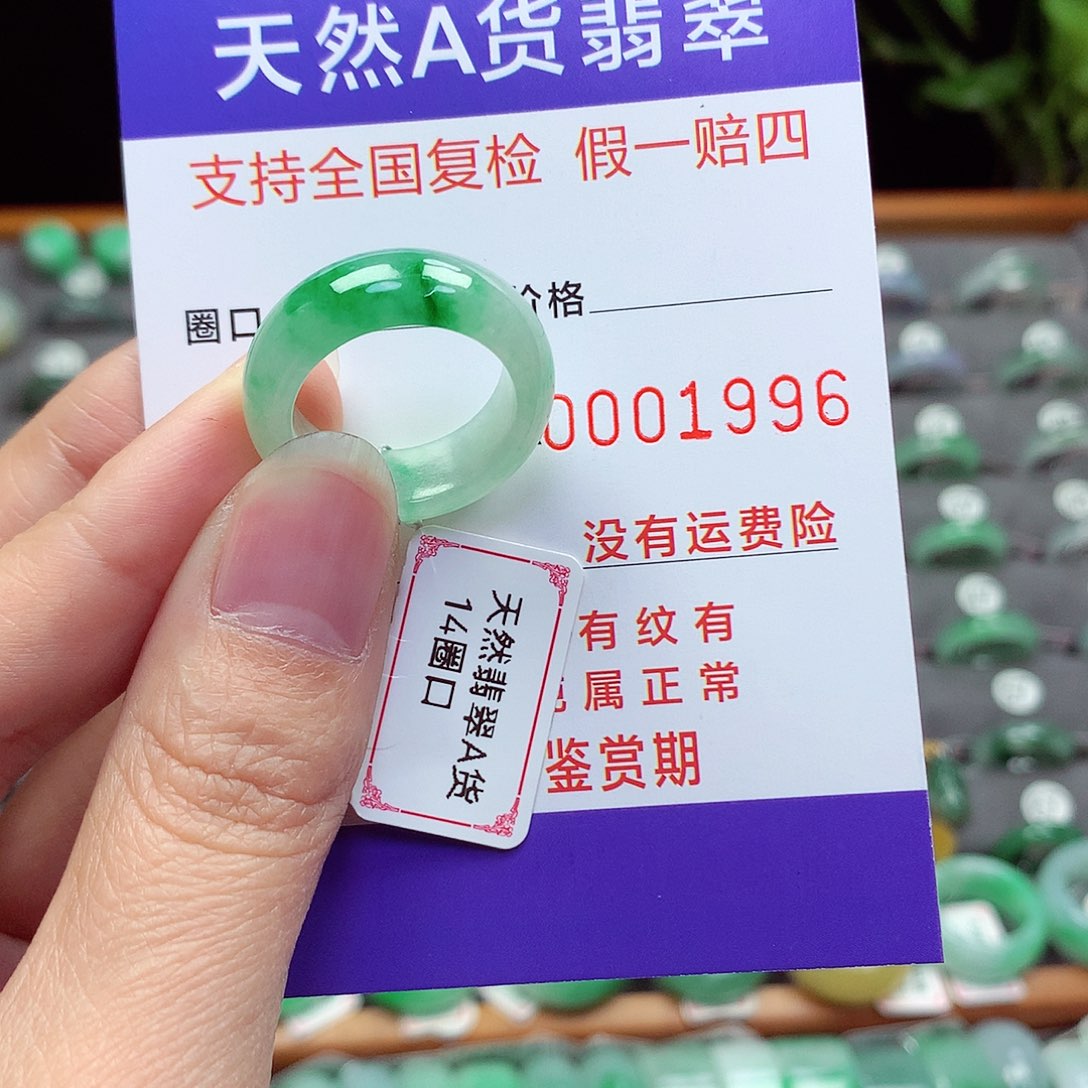 天然A货翡翠
支持全国复检 假一赔四
圈口 价格
0001996
没有运费险
有纹有
属正常
鉴赏期
天然翡翠A货
14圈口